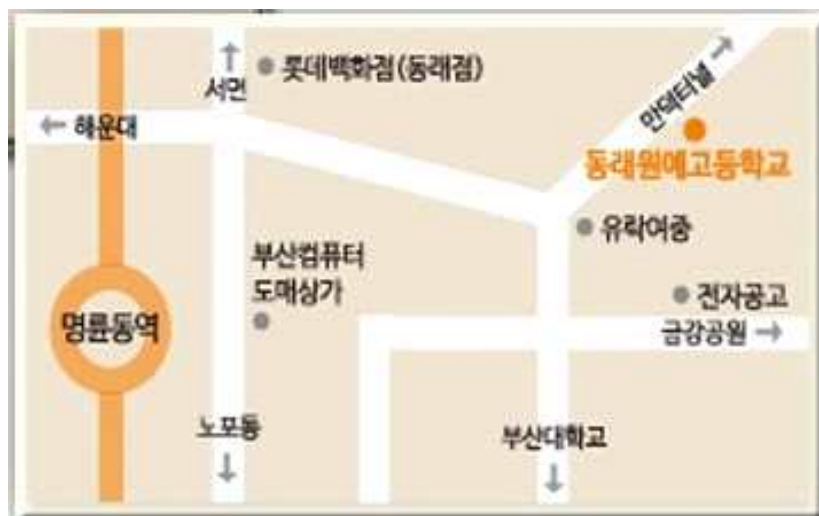 서면
롯데백화점(동래점)
만덕터널
해운대
동래원예고등학교
유락여중
부산컴퓨터
도매상가
전자공고
명륜동역
금강공원
노포동
부산대학교